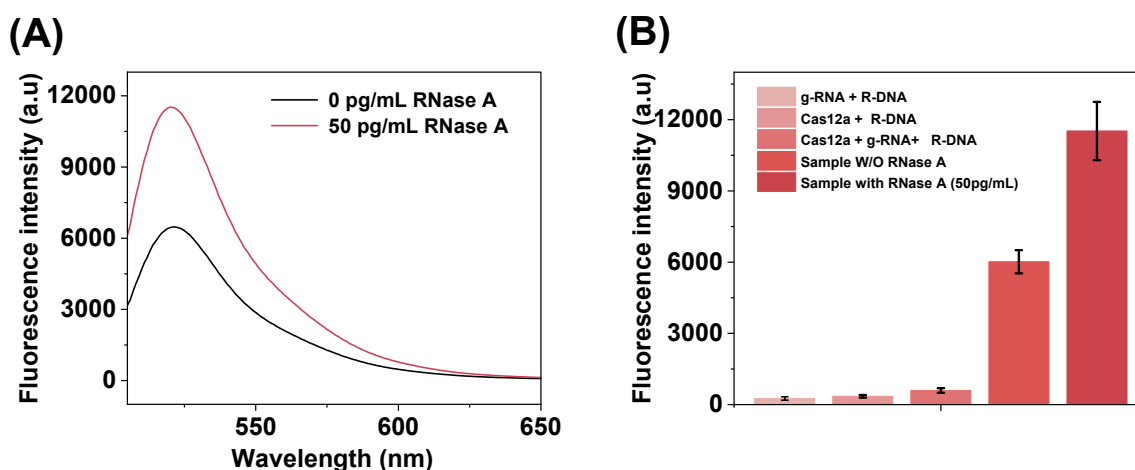 (A)
Fluorescence intensity (a.u)
12000
9000
6000
3000
0
0 pg/mL RNase A
50 pg/mL RNase A
550
600
650
Wavelength (nm)
(B)
Fluorescence intensity (a.u)
12000
9000
6000
3000
0
g-RNA + R-DNA
Cas12a + R-DNA
Cas12a + g-RNA+ R-DNA
Sample W/O RNase A
Sample with RNase A (50pg/mL)